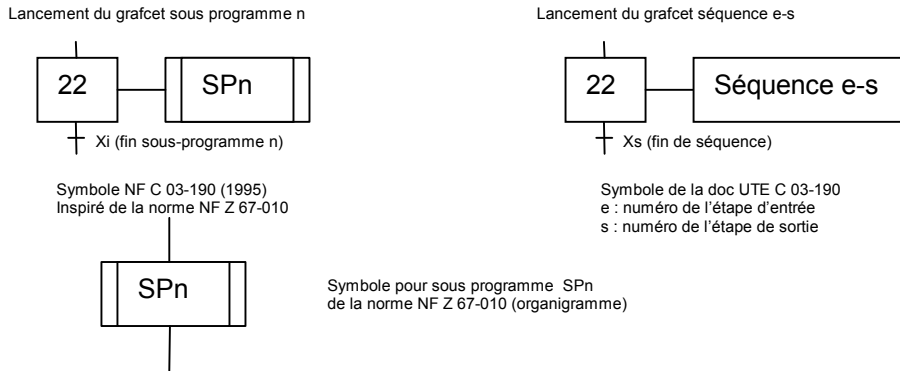 Lancement du grafcet sous programme n
22
SPn
Xi (fin sous-programme n)
Symbole NF C 03-190 (1995)
Inspiré de la norme NF Z 67-010
SPn
Symbole pour sous programme SPn
de la norme NF Z 67-010 (organigramme)
Lancement du grafcet séquence e-s
22
Séquence e-s
Xs (fin de séquence)
Symbole de la doc UTE C 03-190
e : numéro de l'étape d'entrée
s : numéro de l'étape de sortie